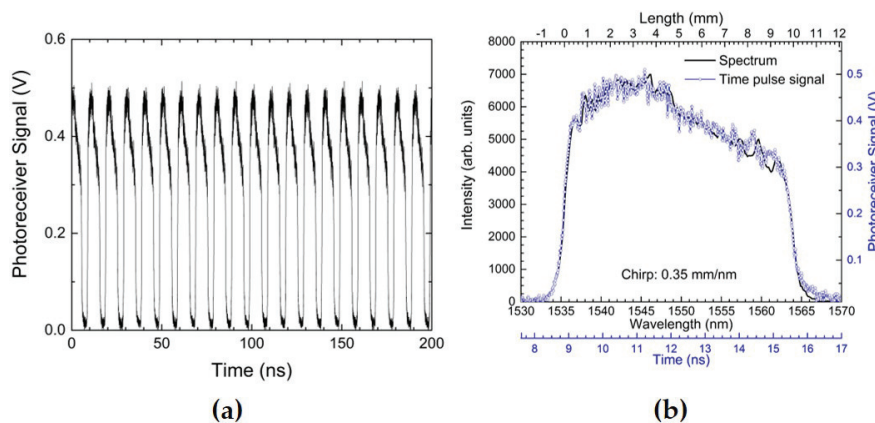 0.6
0.4
0.2
0.0
Photoreceiver Signal (V)
0 50 100 150 200
Time (ns)
(a)
Length (mm)
-1 0 1 2 3 4 5 6 7 8 9 10 11 12
8000
7000
6000
5000
4000
3000
2000
1000
0
Intensity (arb. units)
Spectrum
Time pulse signal
Chirp: 0.35 mm/nm
0.5
0.4
0.3
0.2
0.1
Photoreceiver Signal (V)
1530 1535 1540 1545 1550 1555 1560 1565 1570
Wavelength (nm)
8 9 10 11 12 13 14 15 16 17
Time (ns)
(b)